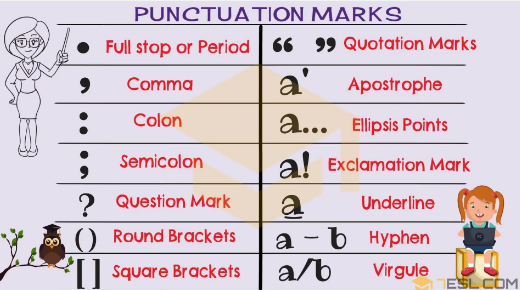 PUNCTUATION MARKS
• Full stop or Period
, Comma
: Colon
; Semicolon
? Question Mark
( ) Round Brackets
[ ] Square Brackets
“ ” Quotation Marks
a' Apostrophe
a... Ellipsis Points
a! Exclamation Mark
a Underline
a - b Hyphen
a/b Virgule
7ESL.COM